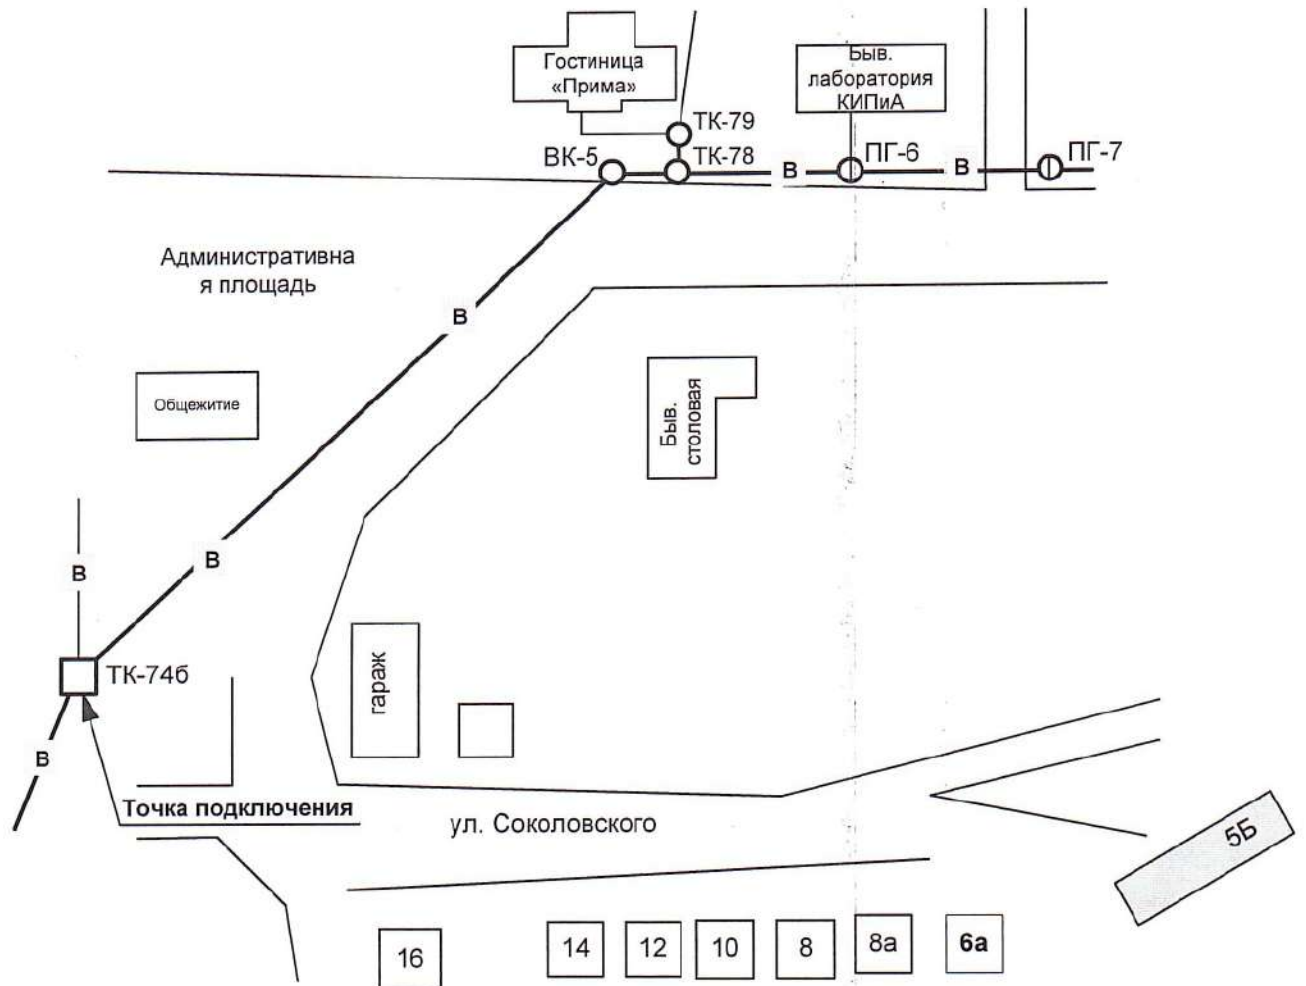 Гостиница
«Прима»
Быв.
лаборатория
КИПиА
ТК-79
ВК-5
ТК-78
В
ПГ-6
В
ПГ-7
Административна
я площадь
В
Общежитие
Быв.
столовая
В
В
ТК-74б
гараж
В
Точка подключения
ул. Соколовского
5Б
16
14
12
10
8
8а
6а